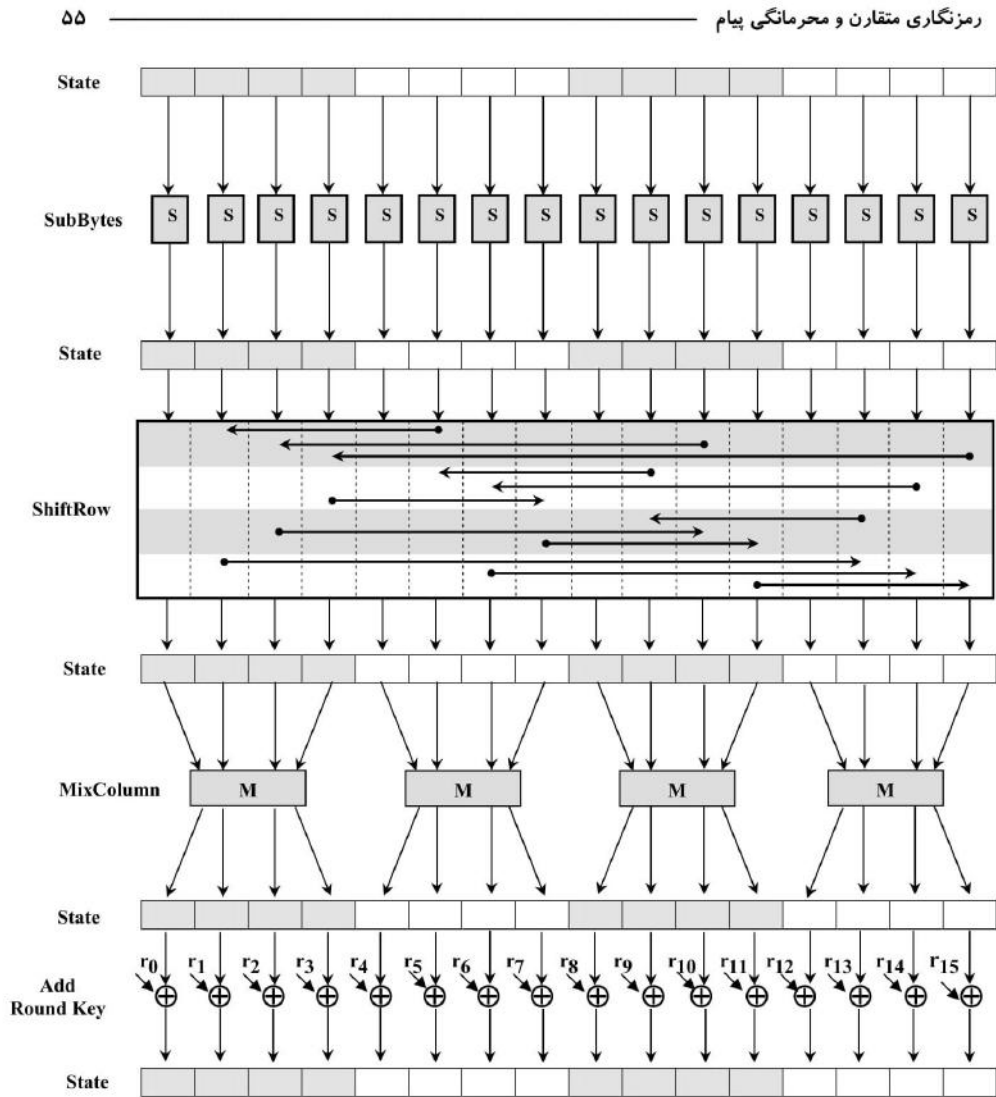 رمزنگاری متقارن و محرمانگی پیام ۵۵
State
SubBytes S S S S S S S S S S S S S S S S
State
ShiftRow
State
MixColumn M M M M
State
r0 r1 r2 r3 r4 r5 r6 r7 r8 r9 r10 r11 r12 r13 r14 r15
Add
Round Key
State